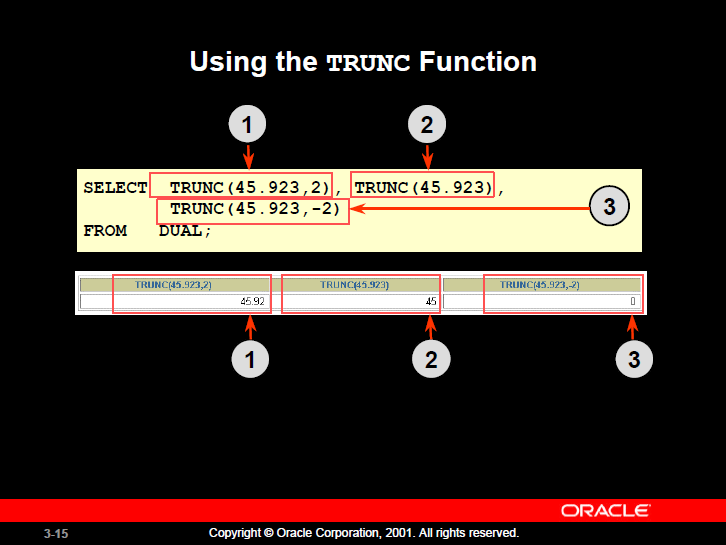 Using the TRUNC Function
1 2
SELECT TRUNC(45.923,2), TRUNC(45.923),
TRUNC(45.923,-2) 3
FROM DUAL;
TRUNC(45.923,2) TRUNC(45.923) TRUNC(45.923,-2)
45.92 45 0
1 2 3
ORACLE®
3-15 Copyright © Oracle Corporation, 2001. All rights reserved.